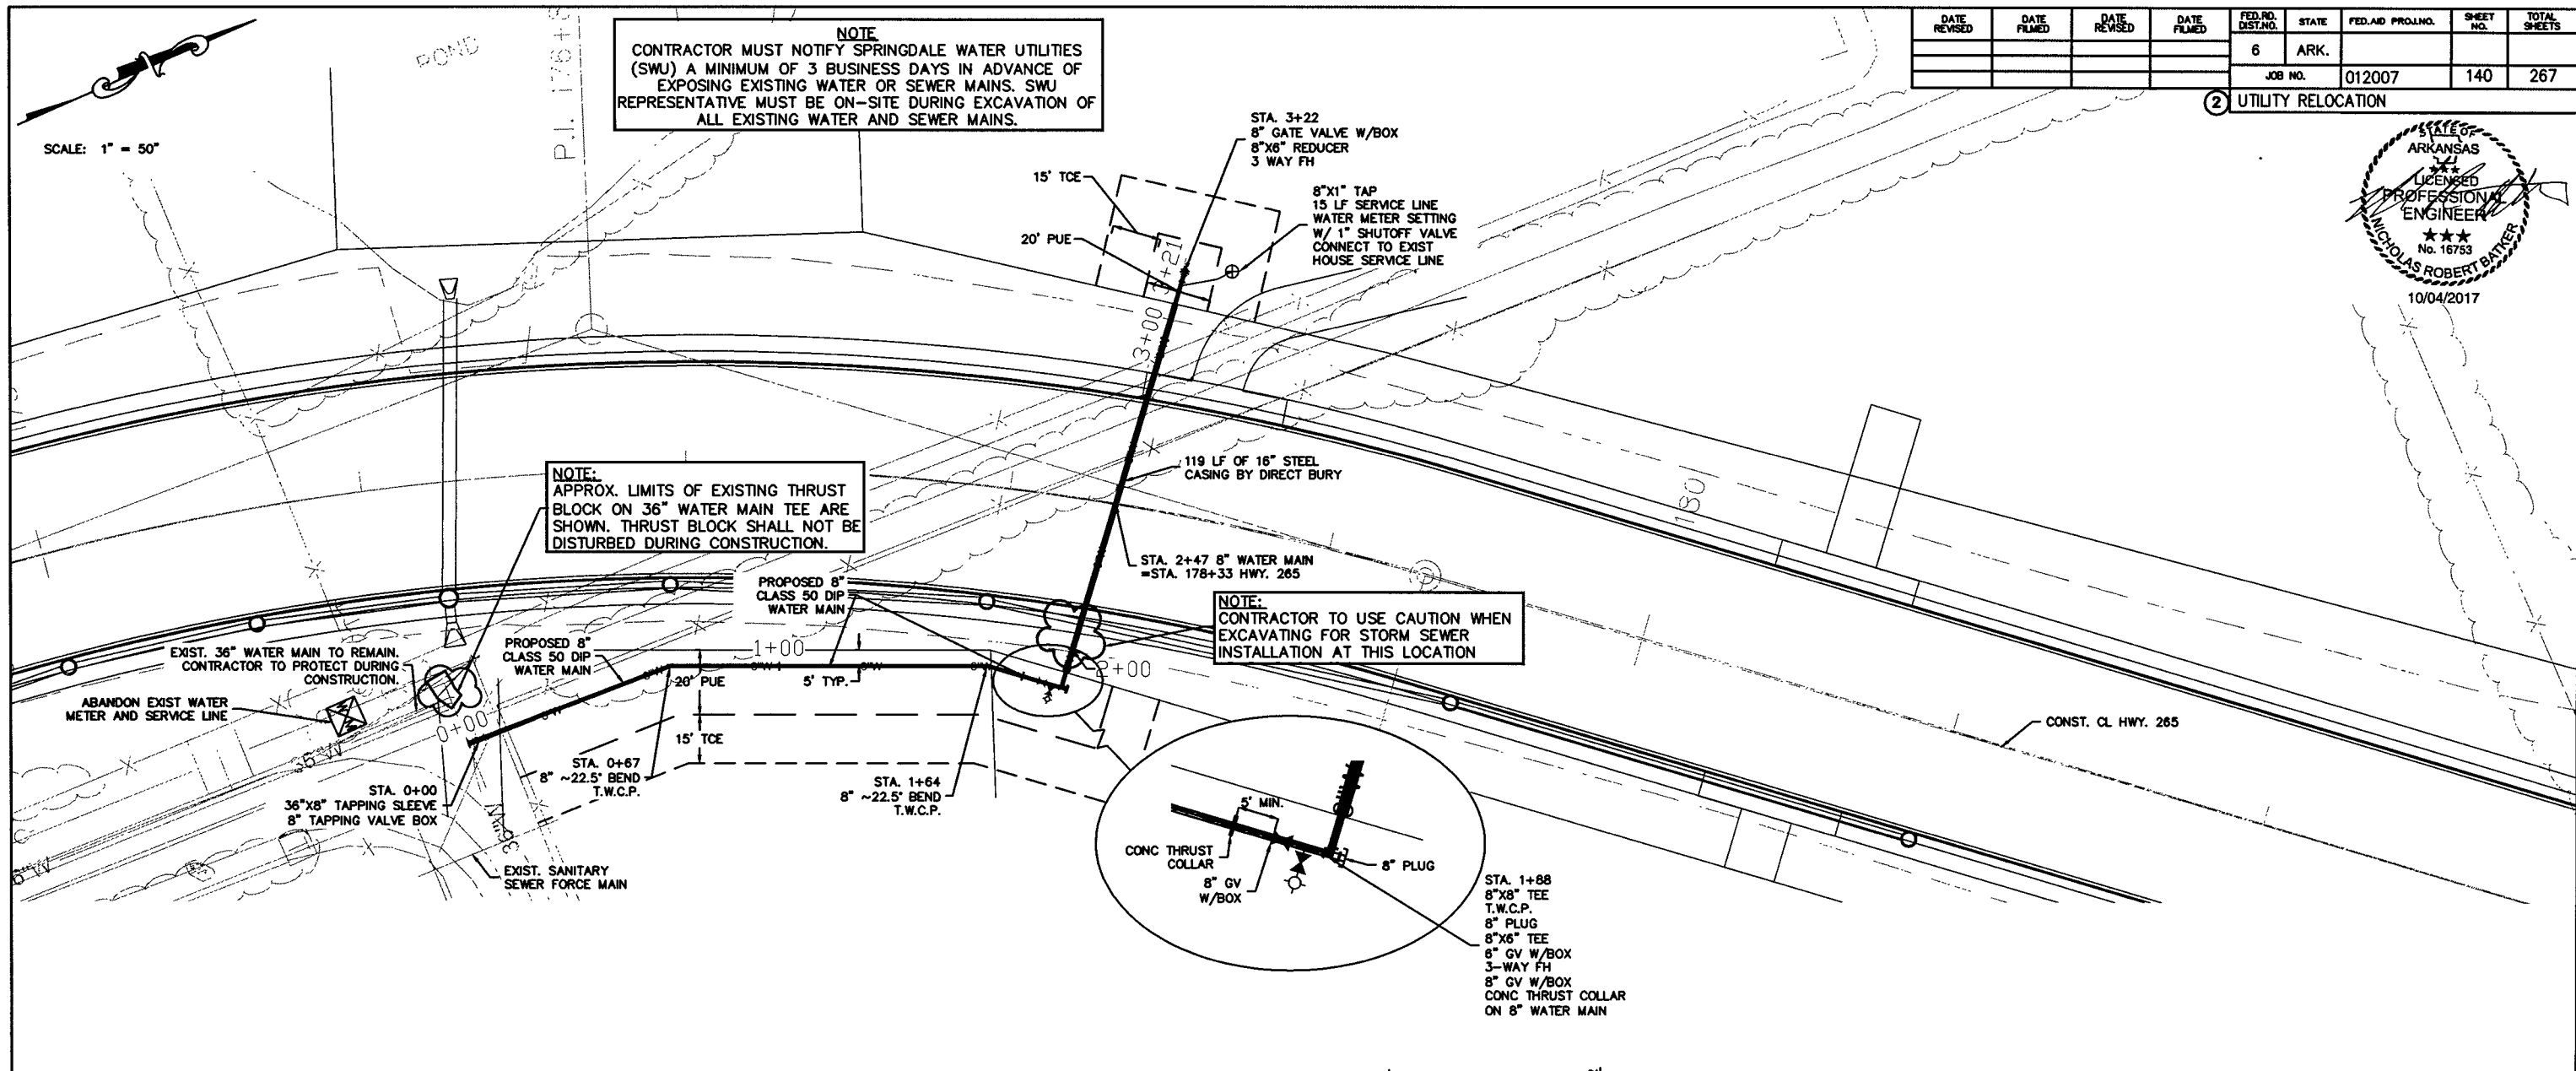 POND
P.I. 176+
SCALE: 1" = 50'
NOTE
CONTRACTOR MUST NOTIFY SPRINGDALE WATER UTILITIES
(SWU) A MINIMUM OF 3 BUSINESS DAYS IN ADVANCE OF
EXPOSING EXISTING WATER OR SEWER MAINS. SWU
REPRESENTATIVE MUST BE ON-SITE DURING EXCAVATION OF
ALL EXISTING WATER AND SEWER MAINS.
DATE REVISED
DATE FILMED
DATE REVISED
DATE FILMED
FED.RD. DIST.NO.
STATE
FED.AID PROJ.NO.
SHEET NO.
TOTAL SHEETS
6
ARK.
JOB NO.
012007
140
267
2
UTILITY RELOCATION
STATE OF
ARKANSAS
LICENSED
PROFESSIONAL
ENGINEER
No. 16753
NICHOLAS ROBERT BATKER
10/04/2017
STA. 3+22
8" GATE VALVE W/BOX
8"X6" REDUCER
3 WAY FH
15' TCE
20' PUE
8"X1" TAP
15 LF SERVICE LINE
WATER METER SETTING
W/ 1" SHUTOFF VALVE
CONNECT TO EXIST
HOUSE SERVICE LINE
3+21
3+00
119 LF OF 16" STEEL
CASING BY DIRECT BURY
180
NOTE:
APPROX. LIMITS OF EXISTING THRUST
BLOCK ON 36" WATER MAIN TEE ARE
SHOWN. THRUST BLOCK SHALL NOT BE
DISTURBED DURING CONSTRUCTION.
STA. 2+47 8" WATER MAIN
=STA. 178+33 HWY. 265
PROPOSED 8"
CLASS 50 DIP
WATER MAIN
NOTE:
CONTRACTOR TO USE CAUTION WHEN
EXCAVATING FOR STORM SEWER
INSTALLATION AT THIS LOCATION
EXIST. 36" WATER MAIN TO REMAIN.
CONTRACTOR TO PROTECT DURING
CONSTRUCTION.
PROPOSED 8"
CLASS 50 DIP
WATER MAIN
1+00
2+00
20' PUE
5' TYP.
ABANDON EXIST WATER
METER AND SERVICE LINE
0+00
15' TCE
CONST. CL HWY. 265
STA. 0+67
8" ~22.5° BEND
T.W.C.P.
STA. 1+64
8" ~22.5° BEND
T.W.C.P.
STA. 0+00
36"X8" TAPPING SLEEVE
8" TAPPING VALVE BOX
EXIST. SANITARY
SEWER FORCE MAIN
5' MIN.
CONC THRUST
COLLAR
8" GV
W/BOX
8" PLUG
STA. 1+88
8"X8" TEE
T.W.C.P.
8" PLUG
8"X6" TEE
6" GV W/BOX
3-WAY FH
8" GV W/BOX
CONC THRUST COLLAR
ON 8" WATER MAIN